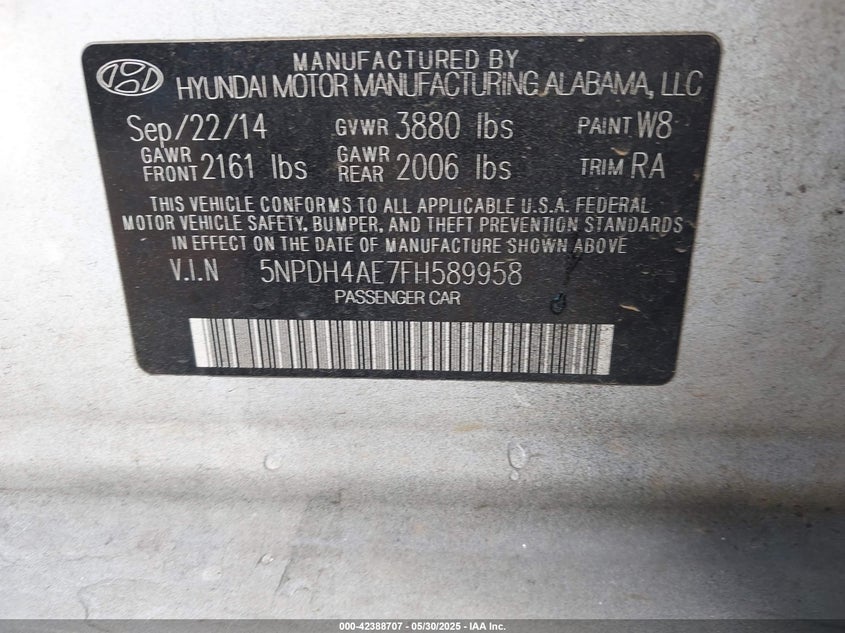 MANUFACTURED BY
HYUNDAI MOTOR MANUFACTURING ALABAMA, LLC
Sep/22/14 GVWR 3880 lbs PAINT W8
GAWR FRONT 2161 lbs GAWR REAR 2006 lbs TRIM RA
THIS VEHICLE CONFORMS TO ALL APPLICABLE U.S.A. FEDERAL
MOTOR VEHICLE SAFETY, BUMPER, AND THEFT PREVENTION STANDARDS
IN EFFECT ON THE DATE OF MANUFACTURE SHOWN ABOVE
V.I.N 5NPDH4AE7FH589958
PASSENGER CAR
000-42388707 - 05/30/2025 - IAA Inc.